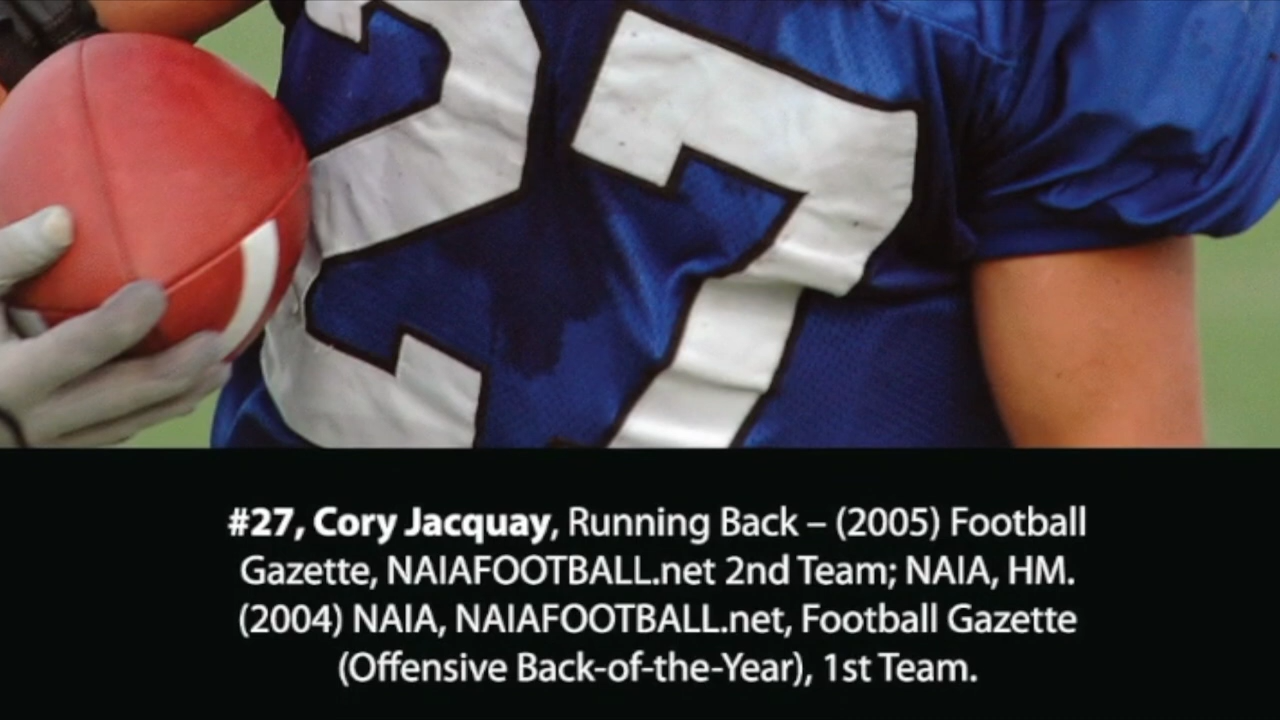 27
#27, Cory Jacquay, Running Back – (2005) Football
Gazette, NAIAFOOTBALL.net 2nd Team; NAIA, HM.
(2004) NAIA, NAIAFOOTBALL.net, Football Gazette
(Offensive Back-of-the-Year), 1st Team.